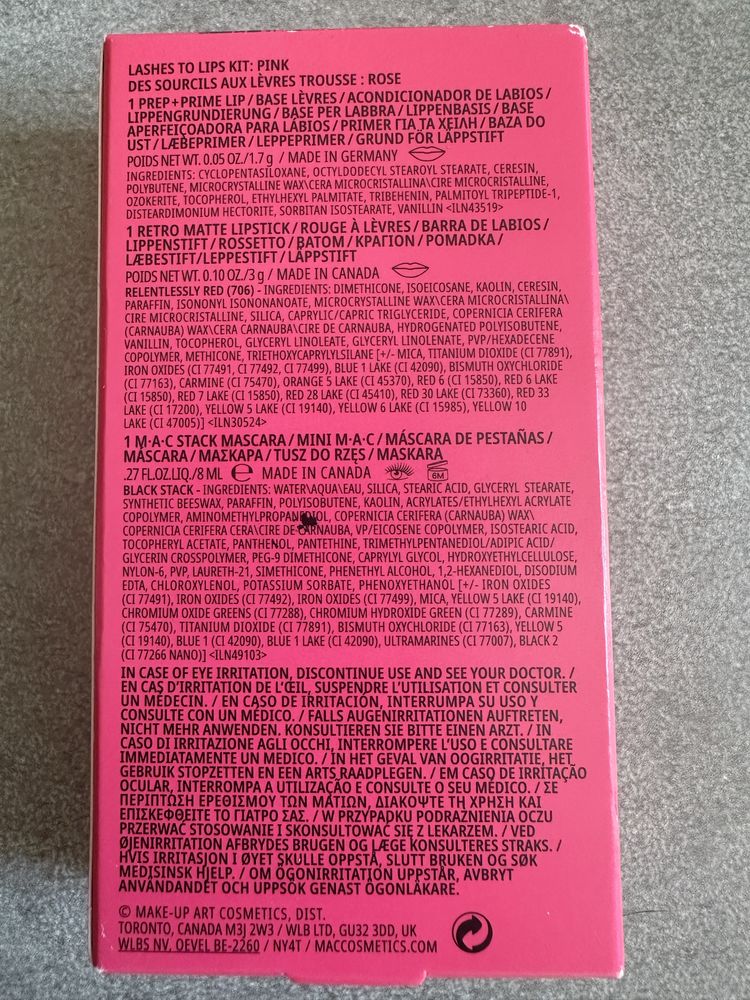 LASHES TO LIPS KIT: PINK
DES SOURCILS AUX LÈVRES TROUSSE : ROSE
1 PREP+PRIME LIP / BASE LÈVRES / ACONDICIONADOR DE LABIOS /
LIPPENGRUNDIERUNG / BASE PER LABBRA / LIPPENBASIS / BASE
APERFEIÇOADORA PARA LÁBIOS / PRIMER ΓΙΑ ΤΑ ΧΕΙΛΗ / BAZA DO
UST / LÆBEPRIMER / LEPPEPRIMER / GRUND FÖR LÄPPSTIFT
POIDS NET WT. 0.05 OZ./1.7 g / MADE IN GERMANY
INGREDIENTS: CYCLOPENTASILOXANE, OCTYLDODECYL STEAROYL STEARATE, CERESIN,
POLYBUTENE, MICROCRYSTALLINE WAX\CERA MICROCRISTALLINA\CIRE MICROCRISTALLINE,
OZOKERITE, TOCOPHEROL, ETHYLHEXYL PALMITATE, TRIBEHENIN, PALMITOYL TRIPEPTIDE-1,
DISTEARDIMONIUM HECTORITE, SORBITAN ISOSTEARATE, VANILLIN <ILN43519>
1 RETRO MATTE LIPSTICK / ROUGE À LÈVRES / BARRA DE LABIOS /
LIPPENSTIFT / ROSSETTO / BATOM / ΚΡΑΓΙΟΝ / POMADKA /
LÆBESTIFT/LEPPESTIFT / LÄPPSTIFT
POIDS NET WT. 0.10 OZ./3 g / MADE IN CANADA
RELENTLESSLY RED (706) - INGREDIENTS: DIMETHICONE, ISOEICOSANE, KAOLIN, CERESIN,
PARAFFIN, ISONONYL ISONONANOATE, MICROCRYSTALLINE WAX\CERA MICROCRISTALLINA\
CIRE MICROCRISTALLINE, SILICA, CAPRYLIC/CAPRIC TRIGLYCERIDE, COPERNICIA CERIFERA
(CARNAUBA) WAX\CERA CARNAUBA\CIRE DE CARNAUBA, HYDROGENATED POLYISOBUTENE,
VANILLIN, TOCOPHEROL, GLYCERYL LINOLEATE, GLYCERYL LINOLENATE, PVP/HEXADECENE
COPOLYMER, METHICONE, TRIETHOXYCAPRYLYLSILANE [+/- MICA, TITANIUM DIOXIDE (CI 77891),
IRON OXIDES (CI 77491, CI 77492, CI 77499), BLUE 1 LAKE (CI 42090), BISMUTH OXYCHLORIDE
(CI 77163), CARMINE (CI 75470), ORANGE 5 LAKE (CI 45370), RED 6 (CI 15850), RED 6 LAKE
(CI 15850), RED 7 LAKE (CI 15850), RED 28 LAKE (CI 45410), RED 30 LAKE (CI 73360), RED 33
LAKE (CI 17200), YELLOW 5 LAKE (CI 19140), YELLOW 6 LAKE (CI 15985), YELLOW 10
LAKE (CI 47005)] <ILN30524>
1 M·A·C STACK MASCARA / MINI M·A·C / MÁSCARA DE PESTAÑAS /
MÁSCARA / ΜΑΣΚΑΡΑ / TUSZ DO RZĘS / MASKARA
.27 FL.OZ.LIQ./8 ML e MADE IN CANADA 6M
BLACK STACK - INGREDIENTS: WATER\AQUA\EAU, SILICA, STEARIC ACID, GLYCERYL STEARATE,
SYNTHETIC BEESWAX, PARAFFIN, POLYISOBUTENE, KAOLIN, ACRYLATES/ETHYLHEXYL ACRYLATE
COPOLYMER, AMINOMETHYLPROPANEDIOL, COPERNICIA CERIFERA (CARNAUBA) WAX\
COPERNICIA CERIFERA CERA\CIRE DE CARNAUBA, VP/EICOSENE COPOLYMER, ISOSTEARIC ACID,
TOCOPHERYL ACETATE, PANTHENOL, PANTETHINE, TRIMETHYLPENTANEDIOL/ADIPIC ACID/
GLYCERIN CROSSPOLYMER, PEG-9 DIMETHICONE, CAPRYLYL GLYCOL, HYDROXYETHYLCELLULOSE,
NYLON-6, PVP, LAURETH-21, SIMETHICONE, PHENETHYL ALCOHOL, 1,2-HEXANEDIOL, DISODIUM
EDTA, CHLOROXYLENOL, POTASSIUM SORBATE, PHENOXYETHANOL [+/- IRON OXIDES
(CI 77491), IRON OXIDES (CI 77492), IRON OXIDES (CI 77499), MICA, YELLOW 5 LAKE (CI 19140),
CHROMIUM OXIDE GREENS (CI 77288), CHROMIUM HYDROXIDE GREEN (CI 77289), CARMINE
(CI 75470), TITANIUM DIOXIDE (CI 77891), BISMUTH OXYCHLORIDE (CI 77163), YELLOW 5
(CI 19140), BLUE 1 (CI 42090), BLUE 1 LAKE (CI 42090), ULTRAMARINES (CI 77007), BLACK 2
(CI 77266 NANO)] <ILN49103>
IN CASE OF EYE IRRITATION, DISCONTINUE USE AND SEE YOUR DOCTOR. /
EN CAS D'IRRITATION DE L'ŒIL, SUSPENDRE L'UTILISATION ET CONSULTER
UN MÉDECIN. / EN CASO DE IRRITACIÓN, INTERRUMPA SU USO Y
CONSULTE CON UN MÉDICO. / FALLS AUGENIRRITATIONEN AUFTRETEN,
NICHT MEHR ANWENDEN. KONSULTIEREN SIE BITTE EINEN ARZT. / IN
CASO DI IRRITAZIONE AGLI OCCHI, INTERROMPERE L'USO E CONSULTARE
IMMEDIATAMENTE UN MEDICO. / IN HET GEVAL VAN OOGIRRITATIE, HET
GEBRUIK STOPZETTEN EN EEN ARTS RAADPLEGEN. / EM CASO DE IRRITAÇÃO
OCULAR, INTERROMPA A UTILIZAÇÃO E CONSULTE O SEU MÉDICO. / ΣΕ
ΠΕΡΙΠΤΩΣΗ ΕΡΕΘΙΣΜΟΥ ΤΩΝ ΜΑΤΙΩΝ, ΔΙΑΚΟΨΤΕ ΤΗ ΧΡΗΣΗ ΚΑΙ
ΕΠΙΣΚΕΦΘΕΙΤΕ ΤΟ ΓΙΑΤΡΟ ΣΑΣ. / W PRZYPADKU PODRAŻNIENIA OCZU
PRZERWAĆ STOSOWANIE I SKONSULTOWAĆ SIĘ Z LEKARZEM. / VED
ØJENIRRITATION AFBRYDES BRUGEN OG LÆGE KONSULTERES STRAKS. /
HVIS IRRITASJON I ØYET SKULLE OPPSTÅ, SLUTT BRUKEN OG SØK
MEDISINSK HJELP. / OM ÖGONIRRITATION UPPSTÅR, AVBRYT
ANVÄNDANDET OCH UPPSÖK GENAST ÖGONLÄKARE.
© MAKE-UP ART COSMETICS, DIST.
TORONTO, CANADA M3J 2W3 / WLB LTD, GU32 3DD, UK
WLBS NV, OEVEL BE-2260 / NY4T / MACCOSMETICS.COM